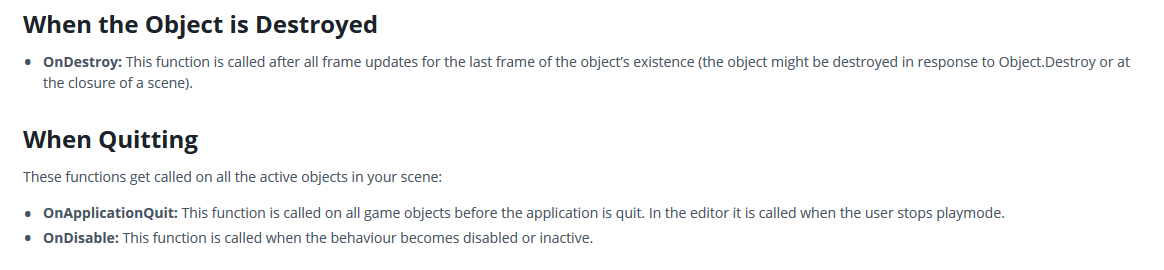 When the Object is Destroyed
• OnDestroy: This function is called after all frame updates for the last frame of the object’s existence (the object might be destroyed in response to Object.Destroy or at
the closure of a scene).
When Quitting
These functions get called on all the active objects in your scene:
• OnApplicationQuit: This function is called on all game objects before the application is quit. In the editor it is called when the user stops playmode.
• OnDisable: This function is called when the behaviour becomes disabled or inactive.